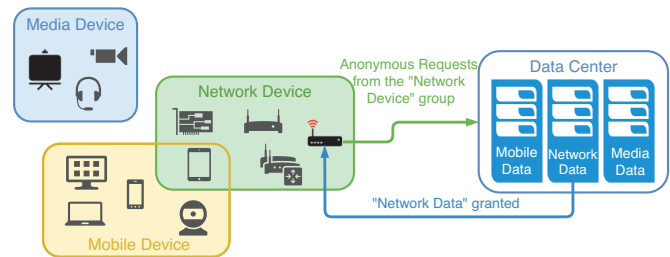 Media Device
Network Device
Mobile Device
Anonymous Requests
from the "Network
Device" group
Data Center
Mobile
Data
Network
Data
Media
Data
"Network Data" granted